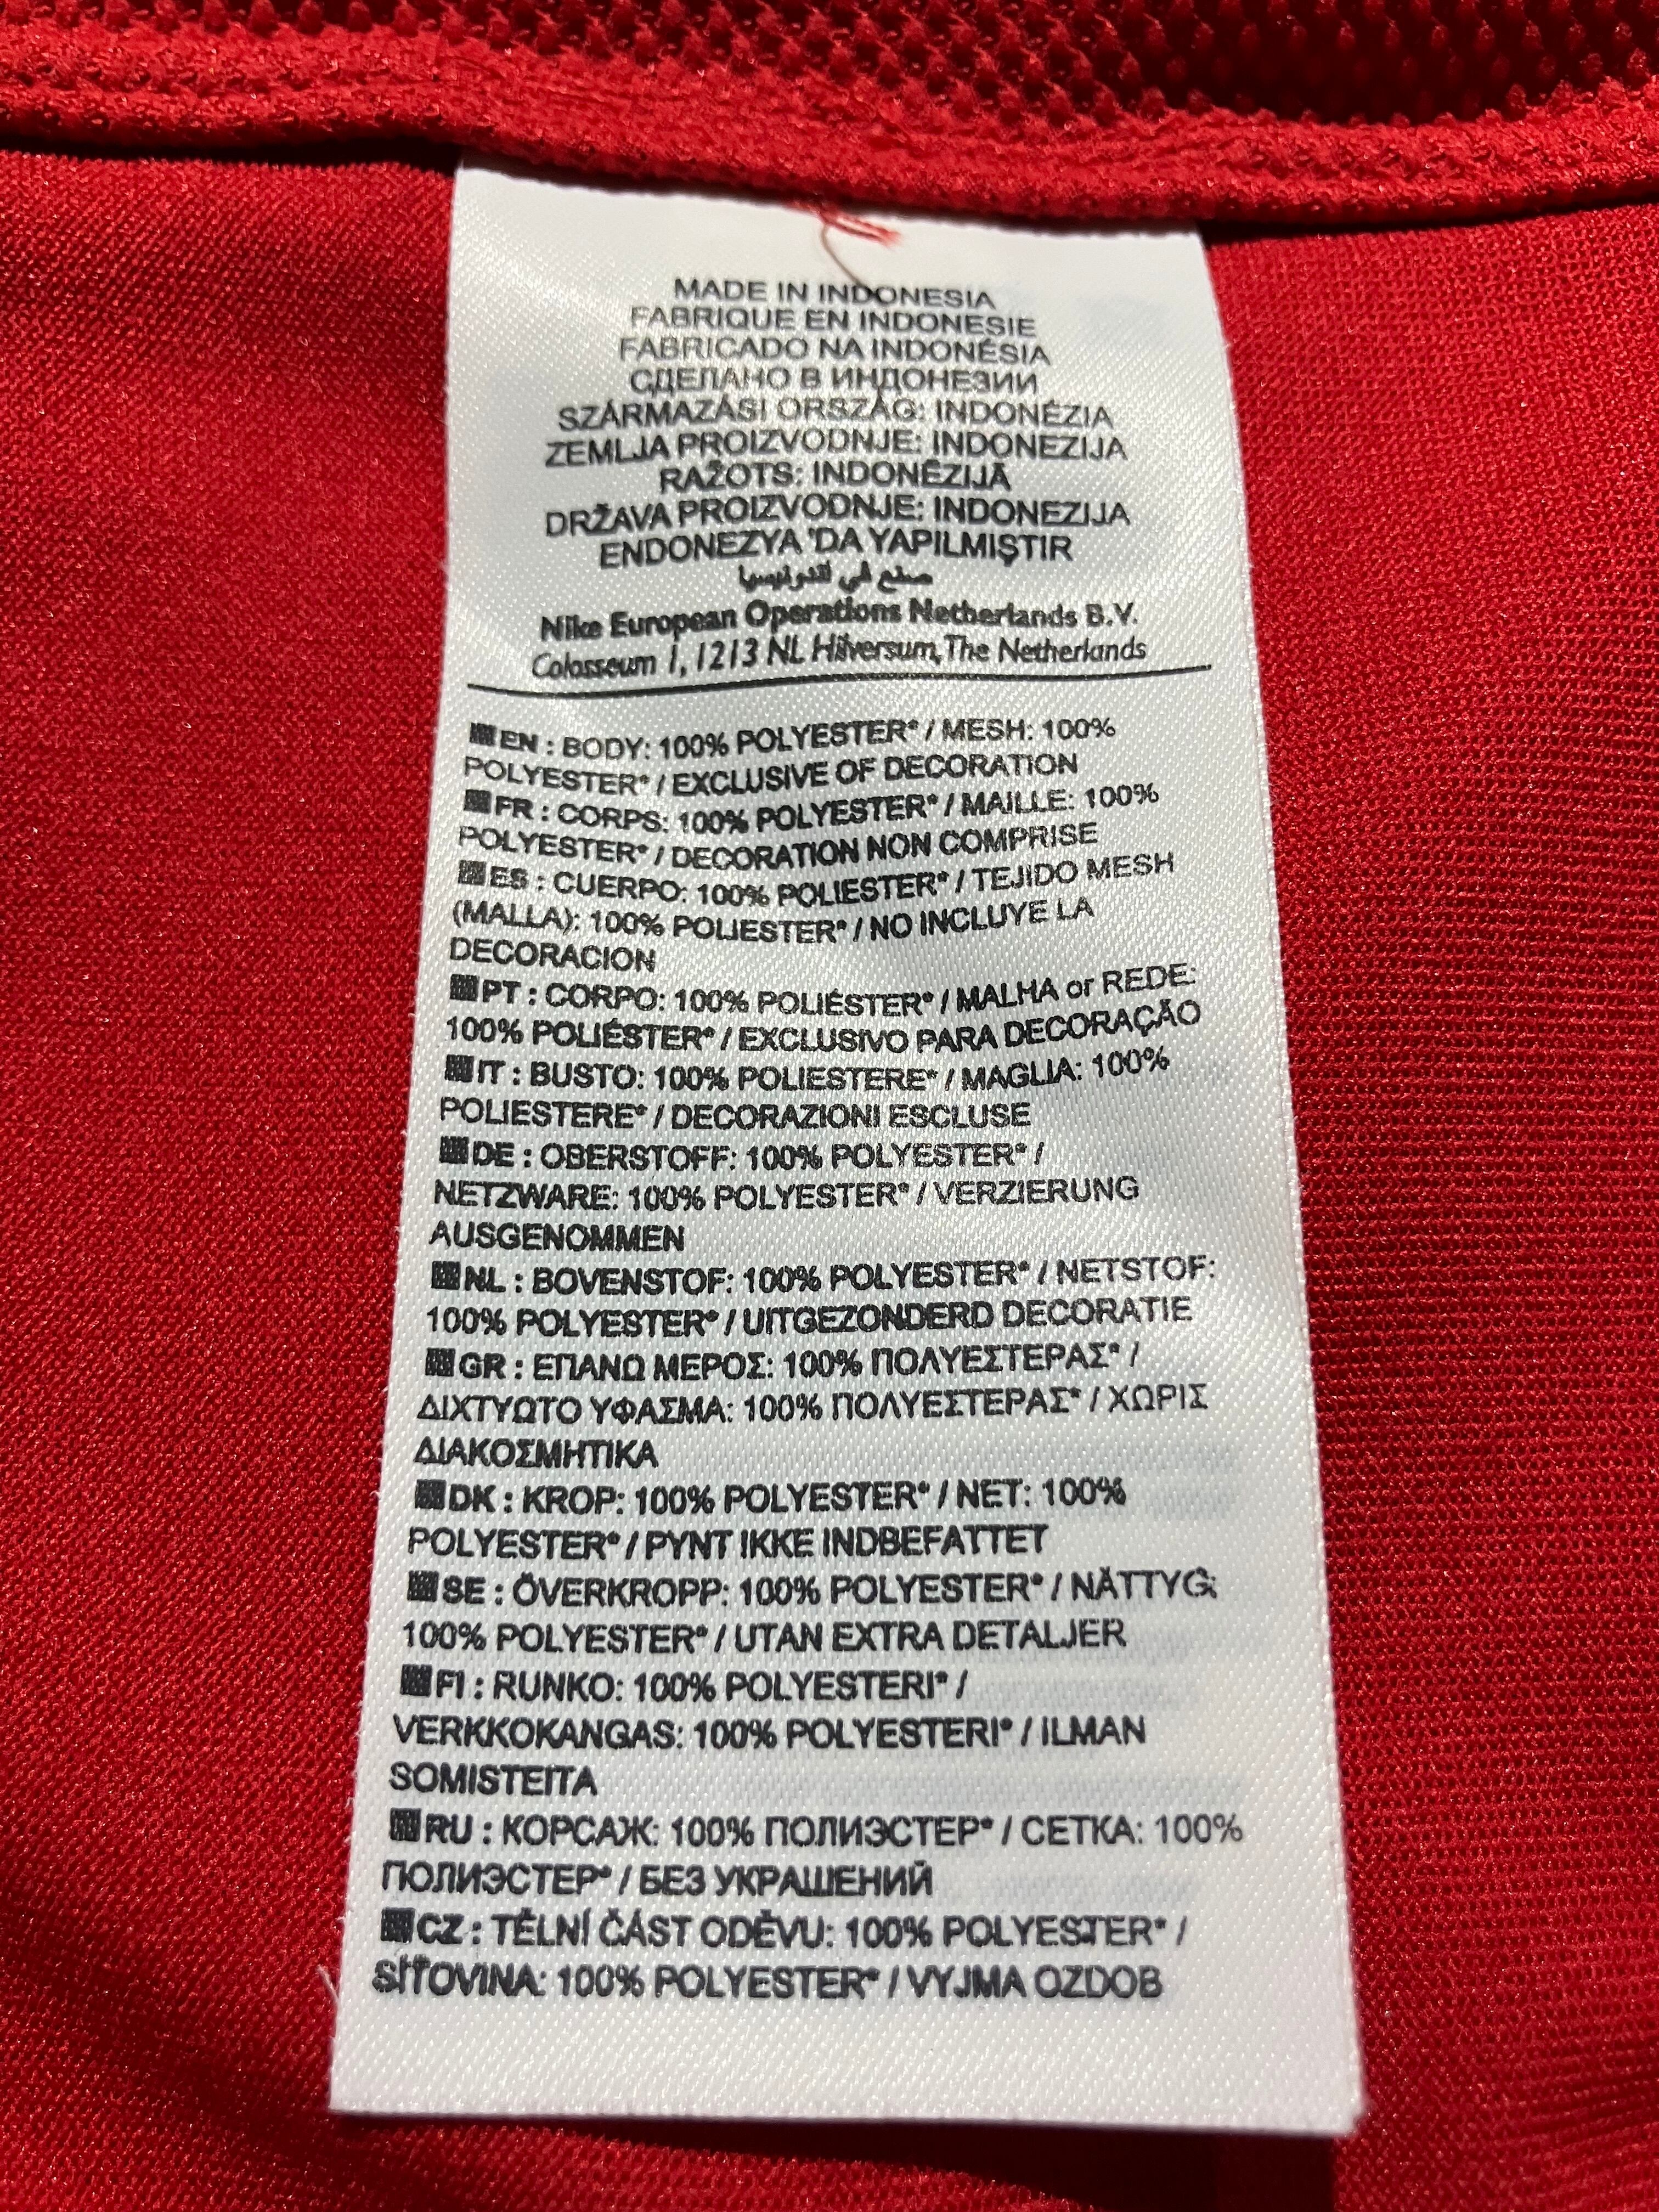 MADE IN INDONESIA
FABRIQUE EN INDONESIE
FABRICADO NA INDONÉSIA
СДЕЛАНО В ИНДОНЕЗИИ
SZÁRMAZÁSI ORSZÁG: INDONÉZIA
ZEMLJA PROIZVODNJE: INDONEZIJA
RAŽOTS: INDONĒZIJĀ
DRŽAVA PROIZVODNJE: INDONEZIJA
ENDONEZYA 'DA YAPILMIŞTIR
صنع في اندونيسيا
Nike European Operations Netherlands B.V.
Colosseum 1, 1213 NL Hilversum, The Netherlands
EN : BODY: 100% POLYESTER* / MESH: 100%
POLYESTER* / EXCLUSIVE OF DECORATION
FR : CORPS: 100% POLYESTER* / MAILLE: 100%
POLYESTER* / DECORATION NON COMPRISE
ES : CUERPO: 100% POLIESTER* / TEJIDO MESH
(MALLA): 100% POLIESTER* / NO INCLUYE LA
DECORACION
PT : CORPO: 100% POLIÉSTER* / MALHA or REDE:
100% POLIÉSTER* / EXCLUSIVO PARA DECORAÇÃO
IT : BUSTO: 100% POLIESTERE* / MAGLIA: 100%
POLIESTERE* / DECORAZIONI ESCLUSE
DE : OBERSTOFF: 100% POLYESTER* /
NETZWARE: 100% POLYESTER* / VERZIERUNG
AUSGENOMMEN
NL : BOVENSTOF: 100% POLYESTER* / NETSTOF:
100% POLYESTER* / UITGEZONDERD DECORATIE
GR : ΕΠΑΝΩ ΜΕΡΟΣ: 100% ΠΟΛΥΕΣΤΕΡΑΣ* /
ΔΙΧΤΥΩΤΟ ΥΦΑΣΜΑ: 100% ΠΟΛΥΕΣΤΕΡΑΣ* / ΧΩΡΙΣ
ΔΙΑΚΟΣΜΗΤΙΚΑ
DK : KROP: 100% POLYESTER* / NET: 100%
POLYESTER* / PYNT IKKE INDBEFATTET
SE : ÖVERKROPP: 100% POLYESTER* / NÄTTYG:
100% POLYESTER* / UTAN EXTRA DETALJER
FI : RUNKO: 100% POLYESTERI* /
VERKKOKANGAS: 100% POLYESTERI* / ILMAN
SOMISTEITA
RU : КОРСАЖ: 100% ПОЛИЭСТЕР* / СЕТКА: 100%
ПОЛИЭСТЕР* / БЕЗ УКРАШЕНИЙ
CZ : TĚLNÍ ČÁST ODĚVU: 100% POLYESTER* /
SÍŤOVINA: 100% POLYESTER* / VYJMA OZDOB